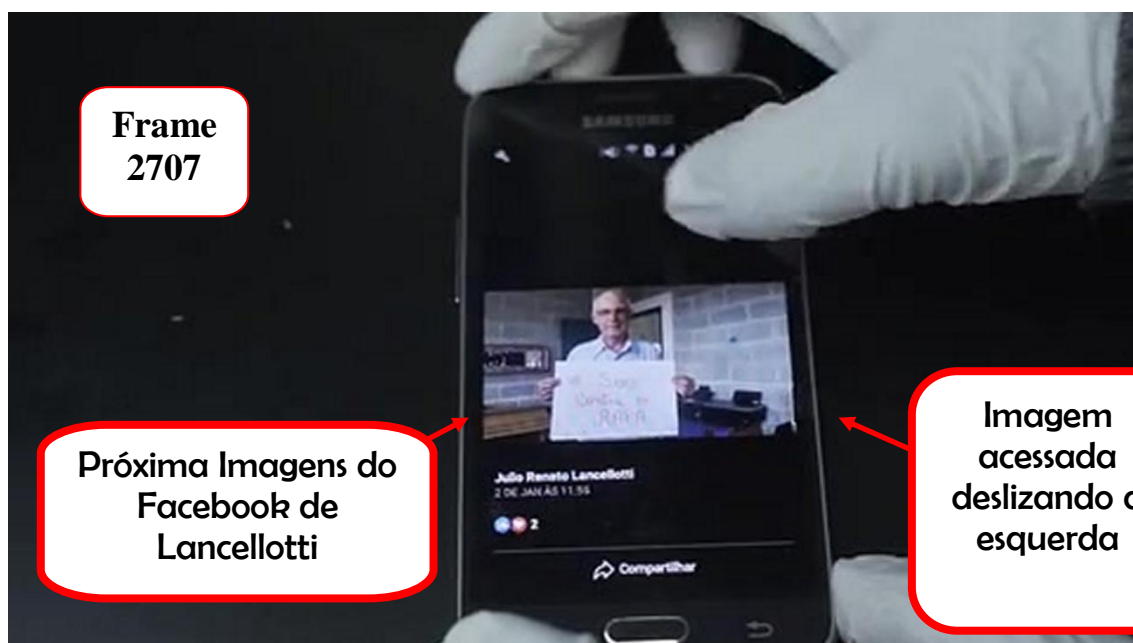 Frame
2707
SAMSUNG
Próxima Imagens do
Facebook de
Lancellotti
Imagem
acessada
deslizando
esquerda
Julio Renato Lancellotti
2 DE JAN ÀS 11:55
2
Compartilhar